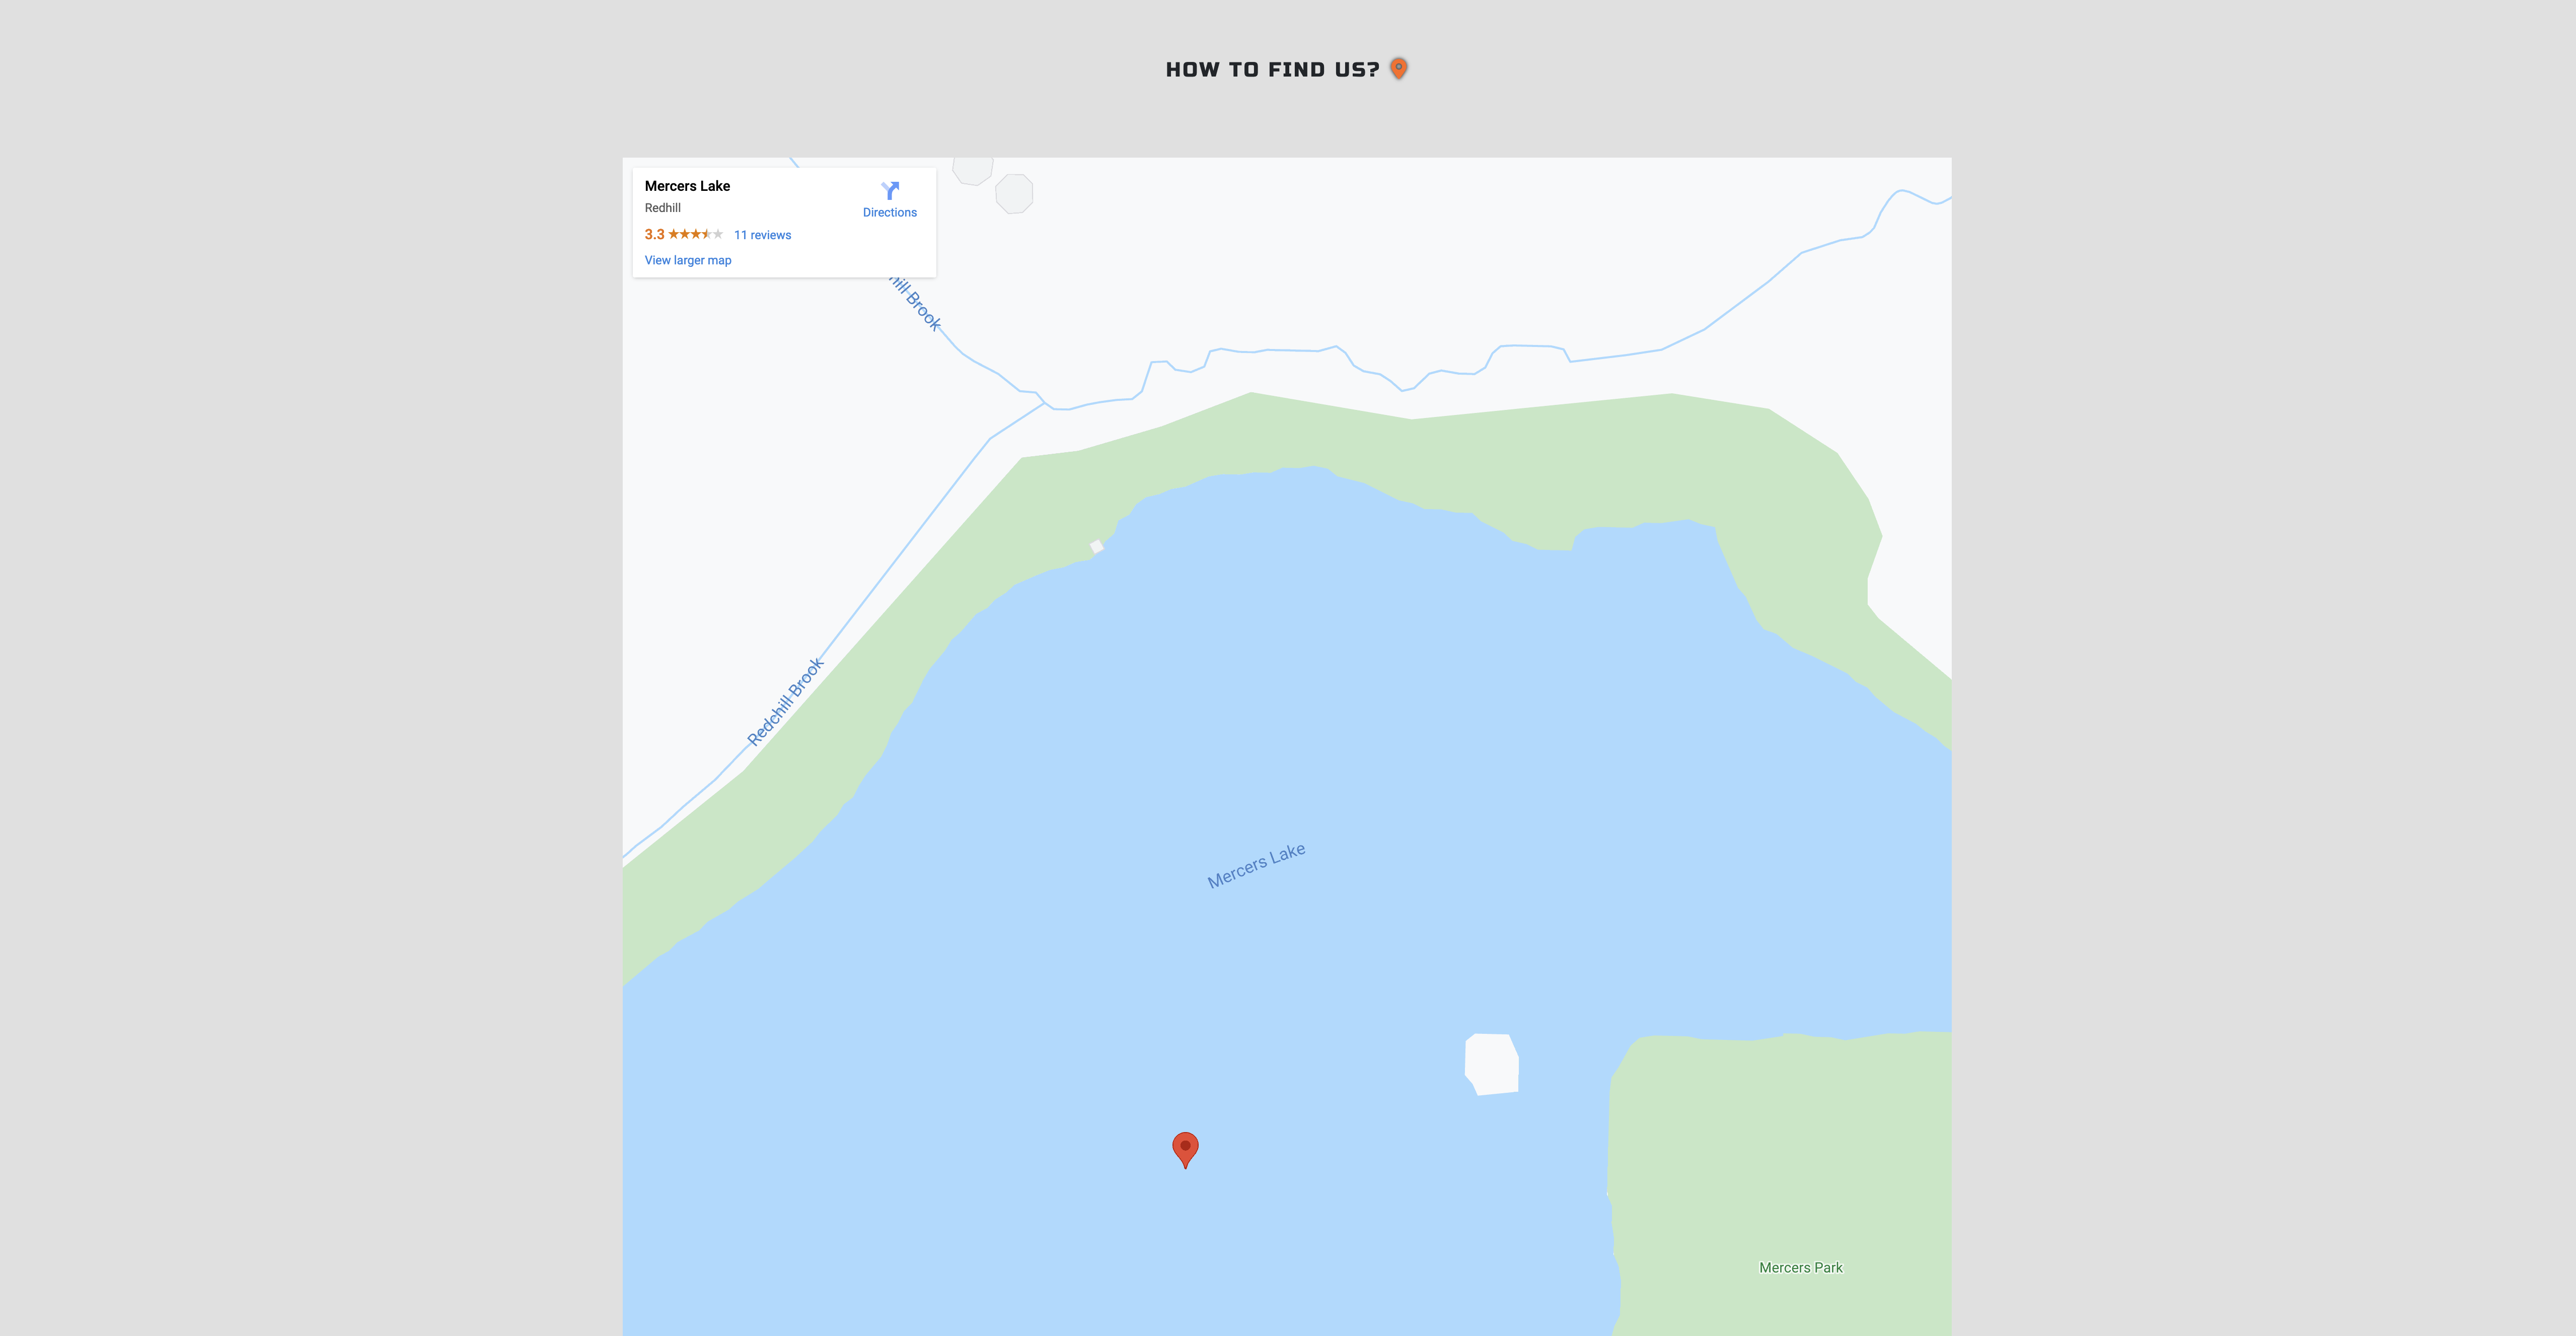 HOW TO FIND US?
Mercers Lake
Redhill
Directions
3.3
11 reviews
View larger map
hill Brook
Redchill Brook
Mercers Lake
Mercers Park